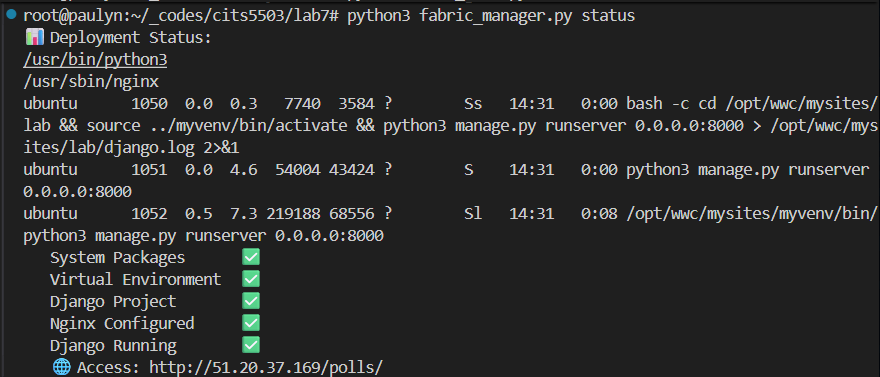 root@paulyn:~/_codes/cits5503/lab7# python3 fabric_manager.py status
📊 Deployment Status:
/usr/bin/python3
/usr/sbin/nginx
ubuntu      1050  0.0  0.3   7740  3584 ?        Ss   14:31   0:00 bash -c cd /opt/wwc/mysites/
lab && source ../myvenv/bin/activate && python3 manage.py runserver 0.0.0.0:8000 > /opt/wwc/mys
ites/lab/django.log 2>&1
ubuntu      1051  0.0  4.6  54004 43424 ?        S    14:31   0:00 python3 manage.py runserver 
0.0.0.0:8000
ubuntu      1052  0.5  7.3 219188 68556 ?        Sl   14:31   0:08 /opt/wwc/mysites/myvenv/bin/
python3 manage.py runserver 0.0.0.0:8000
System Packages ✅
Virtual Environment ✅
Django Project ✅
Nginx Configured ✅
Django Running ✅
🌐 Access: http://51.20.37.169/polls/